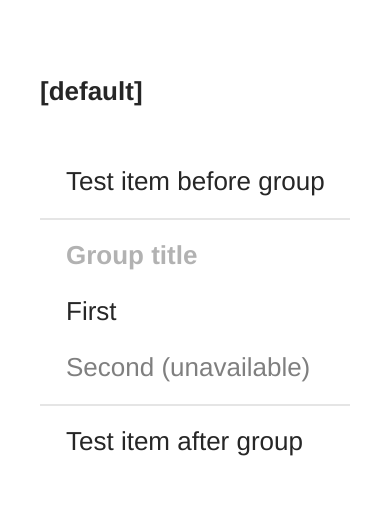 [default]
Test item before group
Group title
First
Second (unavailable)
Test item after group